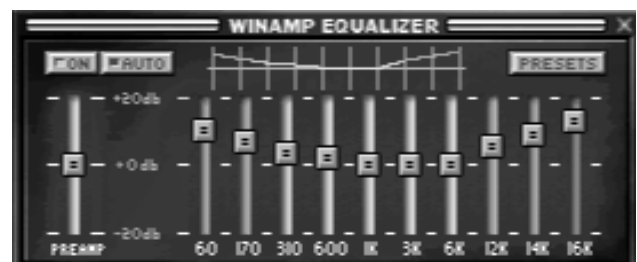 WINAMP EQUALIZER
ON AUTO PRESETS
+20db
+0db
-20db
PREAMP 60 170 310 600 1K 3K 6K 12K 14K 16K